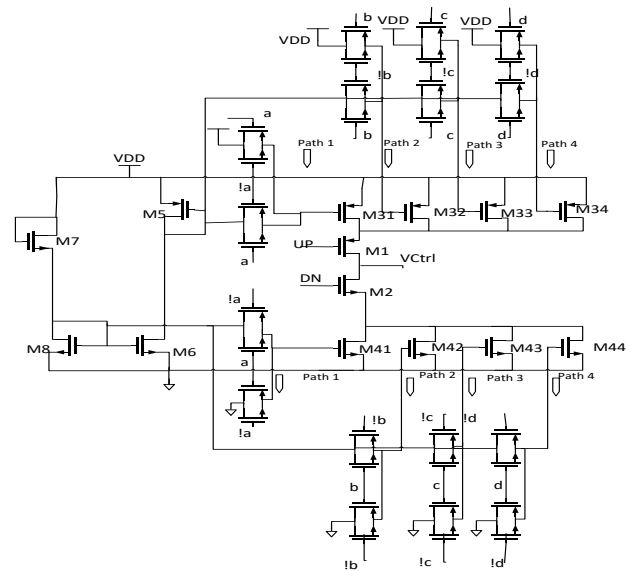 b
c
d
VDD
VDD
VDD
!b
!c
!d
a
b
c
d
Path 1
Path 2
Path 3
Path 4
VDD
!a
M5
M31
M32
M33
M34
M7
a
UP
M1
VCtrl
DN
M2
!a
M8
M6
a
M41
M42
M43
M44
Path 1
Path 2
Path 3
Path 4
!a
!b
!c
!d
b
c
d
!b
!c
!d